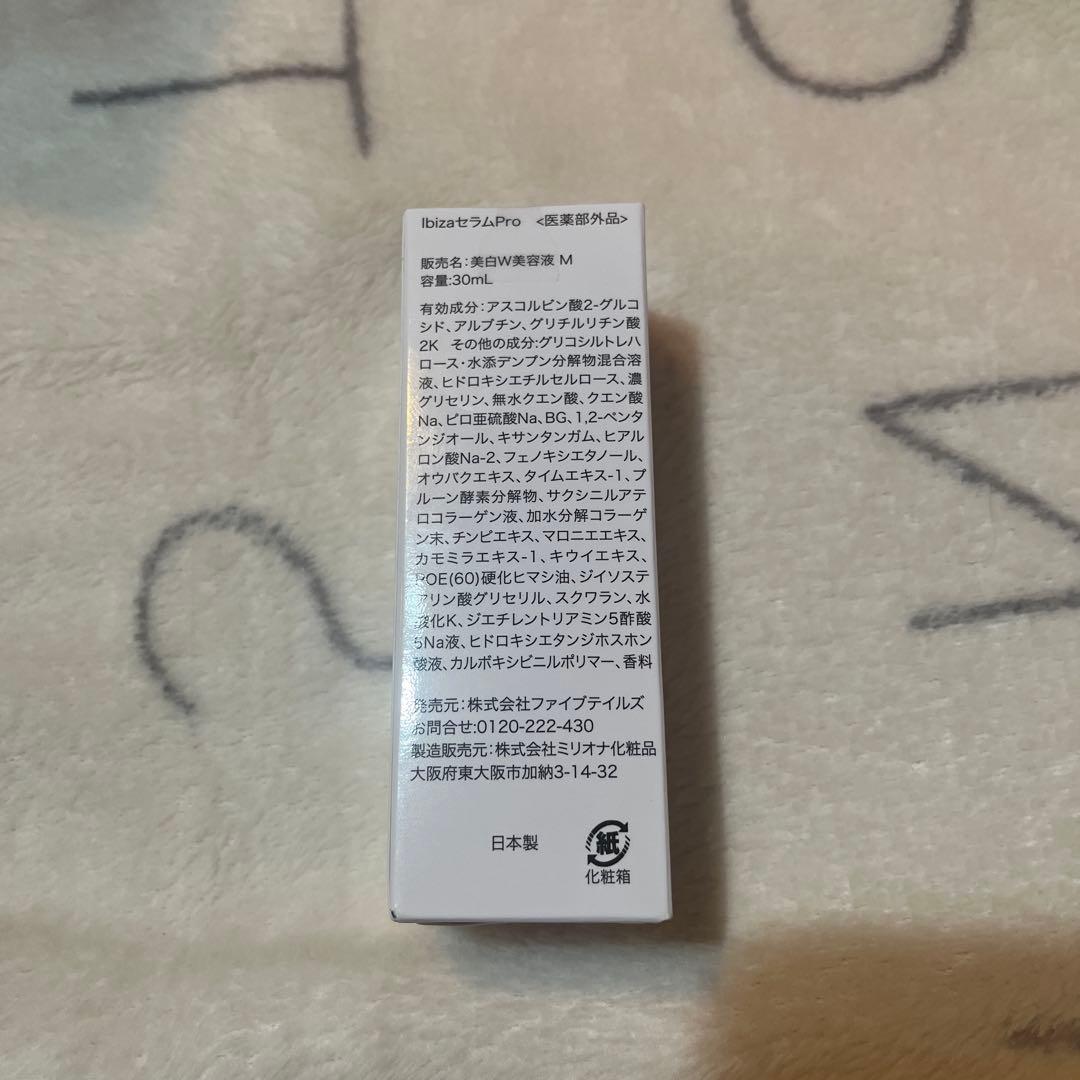 IbizaセラムPro <医薬部外品>
販売名:美白W美容液 M
容量:30mL
有効成分:アスコルビン酸2-グルコ
シド、アルブチン、グリチルリチン酸
2K その他の成分:グリコシルトレハ
ロース・水添デンプン分解物混合溶
液、ヒドロキシエチルセルロース、濃
グリセリン、無水クエン酸、クエン酸
Na、ピロ亜硫酸Na、BG、1,2-ペンタ
ンジオール、キサンタンガム、ヒアル
ロン酸Na-2、フェノキシエタノール、
オウバクエキス、タイムエキス-1、プ
ルーン酵素分解物、サクシニルアテ
ロコラーゲン液、加水分解コラーゲ
ン末、チンピエキス、マロニエエキス、
カモミラエキス-1、キウイエキス、
POE(60)硬化ヒマシ油、ジイソステ
アリン酸グリセリル、スクワラン、水
酸化K、ジエチレントリアミン5酢酸
5Na液、ヒドロキシエタンジホスホン
酸液、カルボキシビニルポリマー、香料
発売元:株式会社ファイブテイルズ
お問合せ:0120-222-430
製造販売元:株式会社ミリオナ化粧品
大阪府東大阪市加納3-14-32
日本製
紙
化粧箱